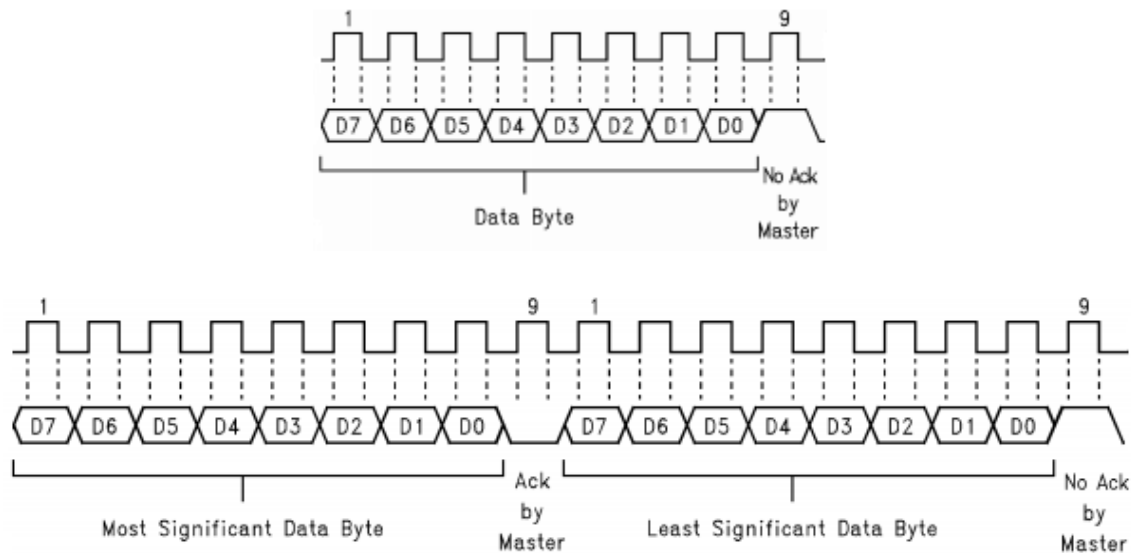 1 9
D7 D6 D5 D4 D3 D2 D1 D0
No Ack
by
Master
Data Byte
1 9 1 9
D7 D6 D5 D4 D3 D2 D1 D0 D7 D6 D5 D4 D3 D2 D1 D0
Most Significant Data Byte
Ack
by
Master
Least Significant Data Byte
No Ack
by
Master